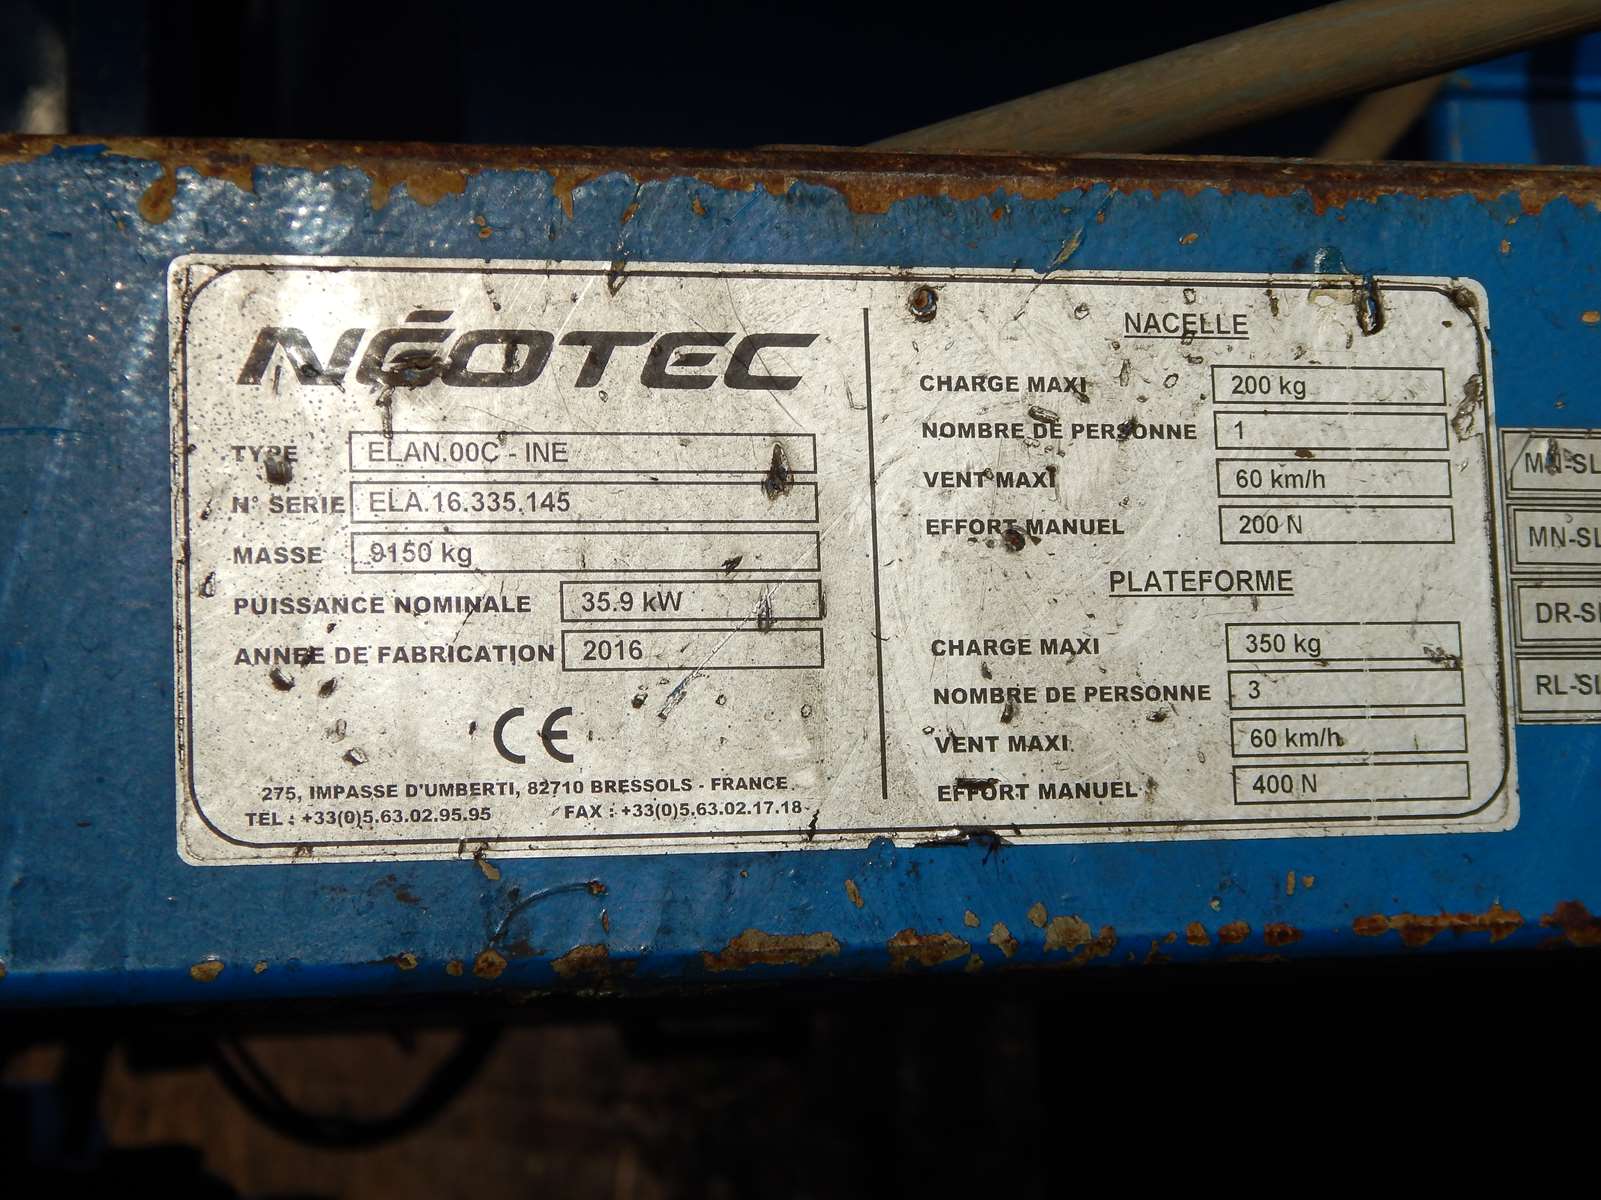 NÉOTEC
TYPE ELAN.00C - INE
N° SERIE ELA.16.335.145
MASSE 9150 kg
PUISSANCE NOMINALE 35.9 kW
ANNEE DE FABRICATION 2016
CE
275, IMPASSE D'UMBERTI, 82710 BRESSOLS - FRANCE
TEL : +33(0)5.63.02.95.95 FAX : +33(0)5.63.02.17.18
NACELLE
CHARGE MAXI 200 kg
NOMBRE DE PERSONNE 1
VENT MAXI 60 km/h
EFFORT MANUEL 200 N
PLATEFORME
CHARGE MAXI 350 kg
NOMBRE DE PERSONNE 3
VENT MAXI 60 km/h
EFFORT MANUEL 400 N
MN-SL
MN-SL
DR-SL
RL-SL